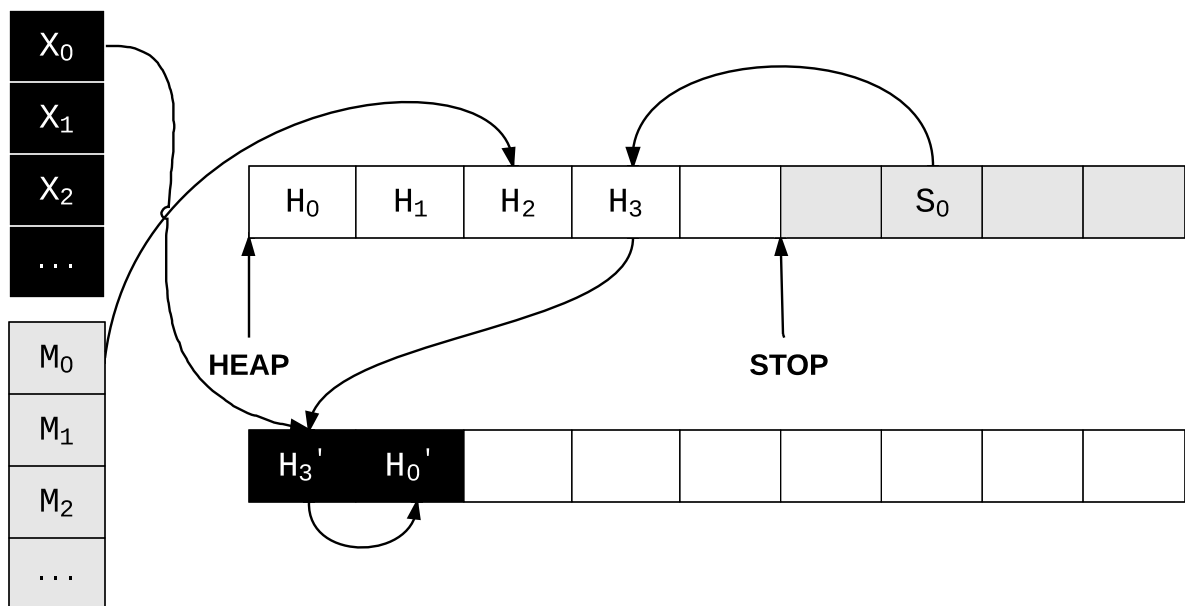 X₀
X₁
X₂
...
M₀
M₁
M₂
...
H₀ H₁ H₂ H₃ S₀
HEAP STOP
H₃' H₀'